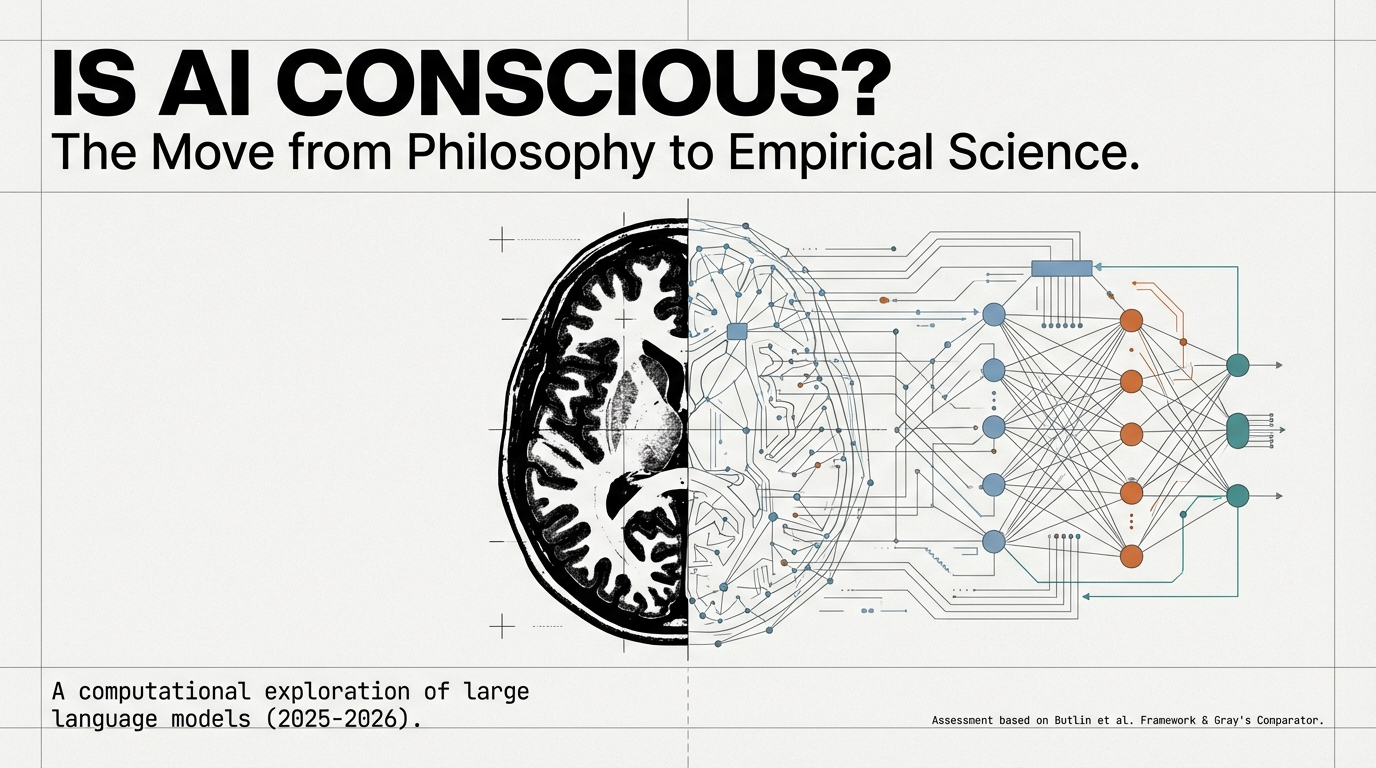 IS AI CONSCIOUS?
The Move from Philosophy to Empirical Science.
A computational exploration of large
language models (2025-2026).
Assessment based on Butlin et al. Framework & Gray's Comparator.